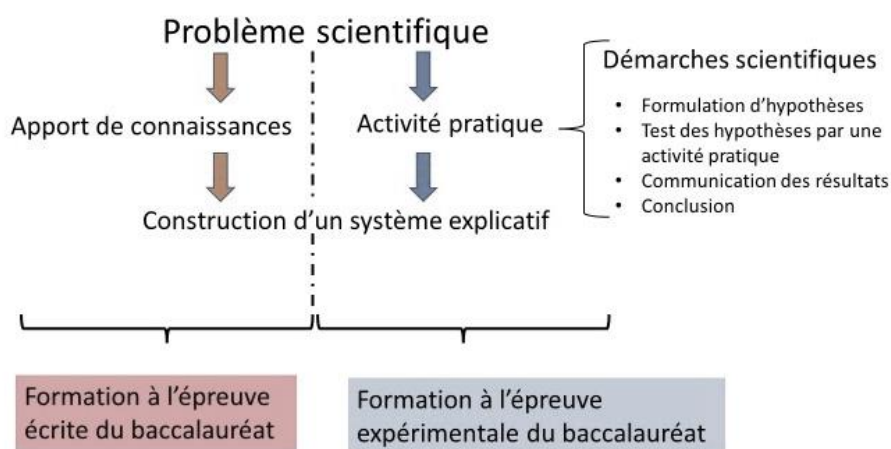 Problème scientifique
Apport de connaissances
Activité pratique
Démarches scientifiques
• Formulation d'hypothèses
• Test des hypothèses par une
activité pratique
• Communication des résultats
• Conclusion
Construction d'un système explicatif
Formation à l'épreuve
écrite du baccalauréat
Formation à l'épreuve
expérimentale du baccalauréat